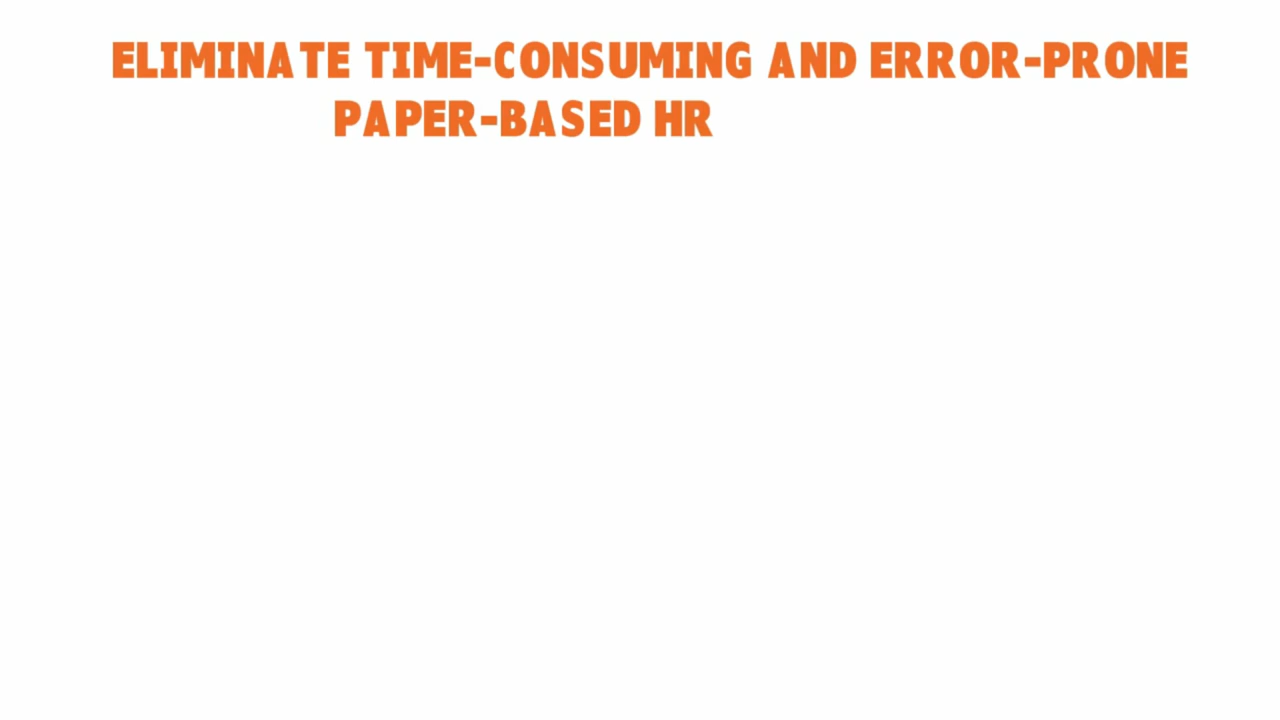 ELIMINATE TIME-CONSUMING AND ERROR-PRONE
PAPER-BASED HR